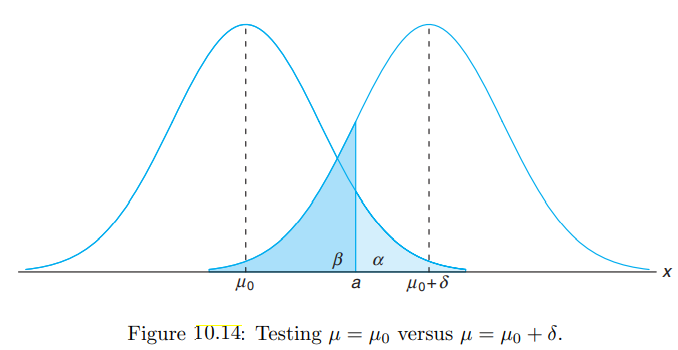 β α
μ₀ a μ₀+δ x
Figure 10.14: Testing μ = μ₀ versus μ = μ₀ + δ.